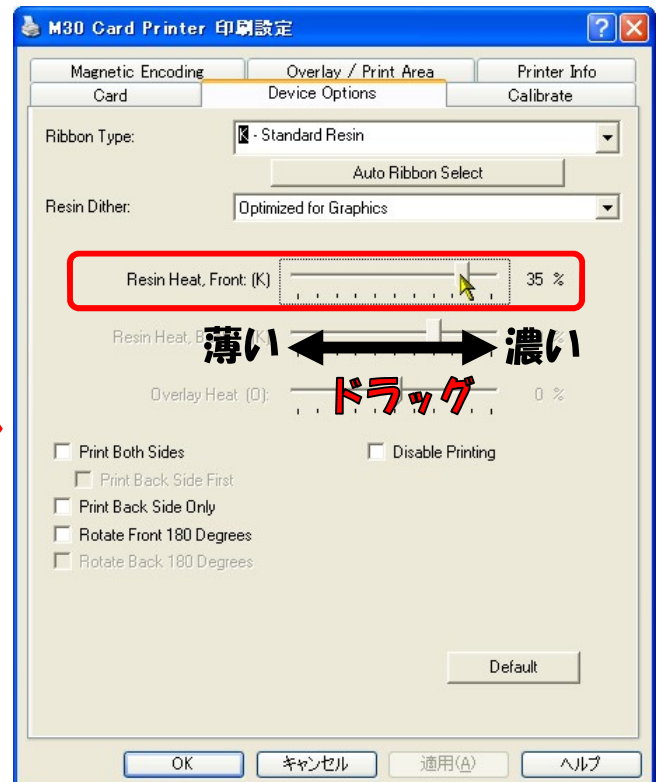 M30 Card Printer 印刷設定
Magnetic Encoding Overlay / Print Area Printer Info
Card Device Options Calibrate
Ribbon Type: K - Standard Resin
Auto Ribbon Select
Resin Dither: Optimized for Graphics
Resin Heat, Front: (K) 35 %
Resin Heat, %
薄い 濃い
ドラッグ
Overlay Heat (O): 0 %
Print Both Sides Disable Printing
Print Back Side First
Print Back Side Only
Rotate Front 180 Degrees
Rotate Back 180 Degrees
Default
OK キャンセル 適用(A) ヘルプ